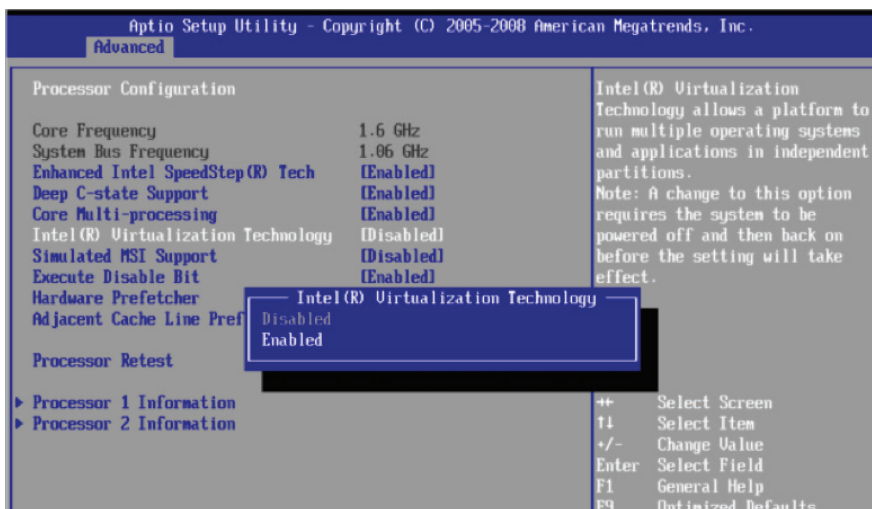 Aptio Setup Utility - Copyright (C) 2005-2008 American Megatrends, Inc.
Advanced
Processor Configuration
Core Frequency 1.6 GHz
System Bus Frequency 1.06 GHz
Enhanced Intel SpeedStep(R) Tech [Enabled]
Deep C-state Support [Enabled]
Core Multi-processing [Enabled]
Intel(R) Virtualization Technology [Disabled]
Simulated MSI Support [Disabled]
Execute Disable Bit [Enabled]
Hardware Prefetcher
Adjacent Cache Line Pref
Processor Retest
Processor 1 Information
Processor 2 Information
Intel(R) Virtualization Technology
Disabled
Enabled
Intel(R) Virtualization
Technology allows a platform to
run multiple operating systems
and applications in independent
partitions.
Note: A change to this option
requires the system to be
powered off and then back on
before the setting will take
effect.
→← Select Screen
↑↓ Select Item
+/- Change Value
Enter Select Field
F1 General Help
F9 Optimized Defaults